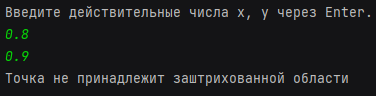 Введите действительные числа x, y через Enter.
0.8
0.9
Точка не принадлежит заштрихованной области